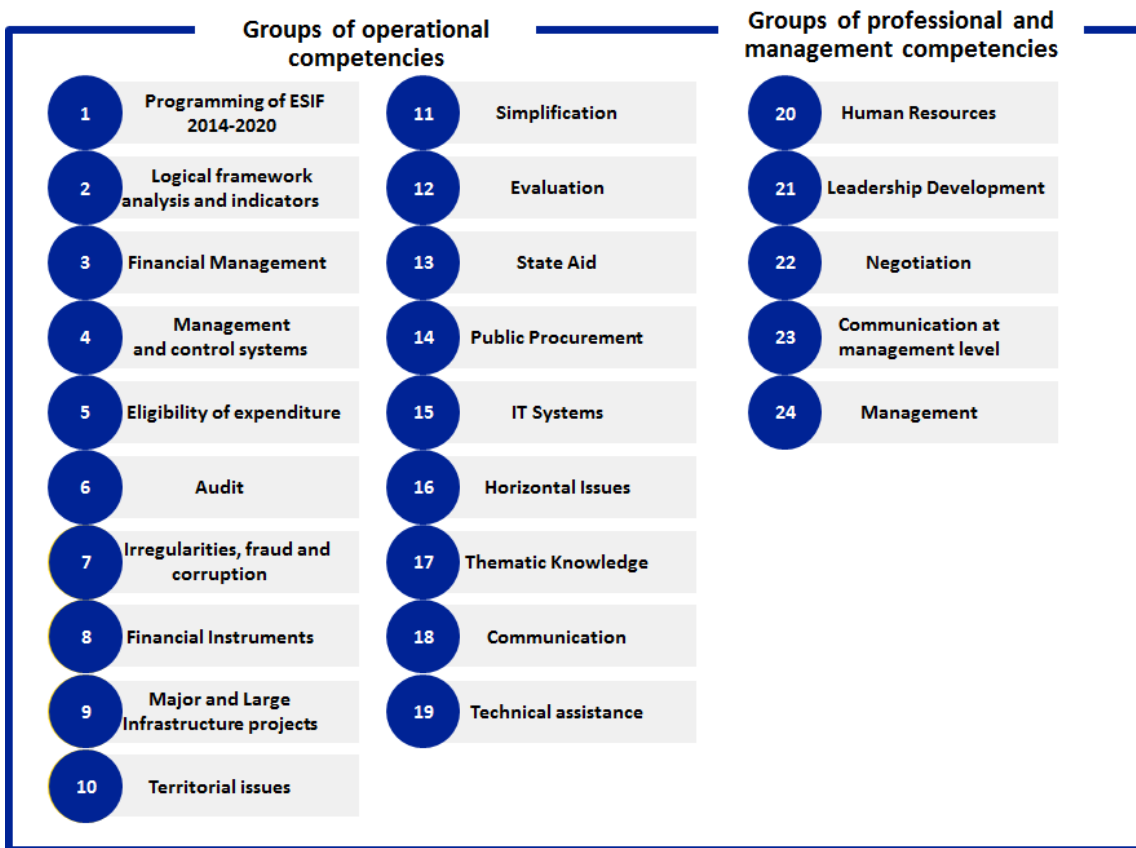 Groups of operational
competencies
1
Programming of ESIF
2014-2020
2
Logical framework
analysis and indicators
3
Financial Management
4
Management
and control systems
5
Eligibility of expenditure
6
Audit
7
Irregularities, fraud and
corruption
8
Financial Instruments
9
Major and Large
Infrastructure projects
10
Territorial issues
11
Simplification
12
Evaluation
13
State Aid
14
Public Procurement
15
IT Systems
16
Horizontal Issues
17
Thematic Knowledge
18
Communication
19
Technical assistance
Groups of professional and
management competencies
20
Human Resources
21
Leadership Development
22
Negotiation
23
Communication at
management level
24
Management